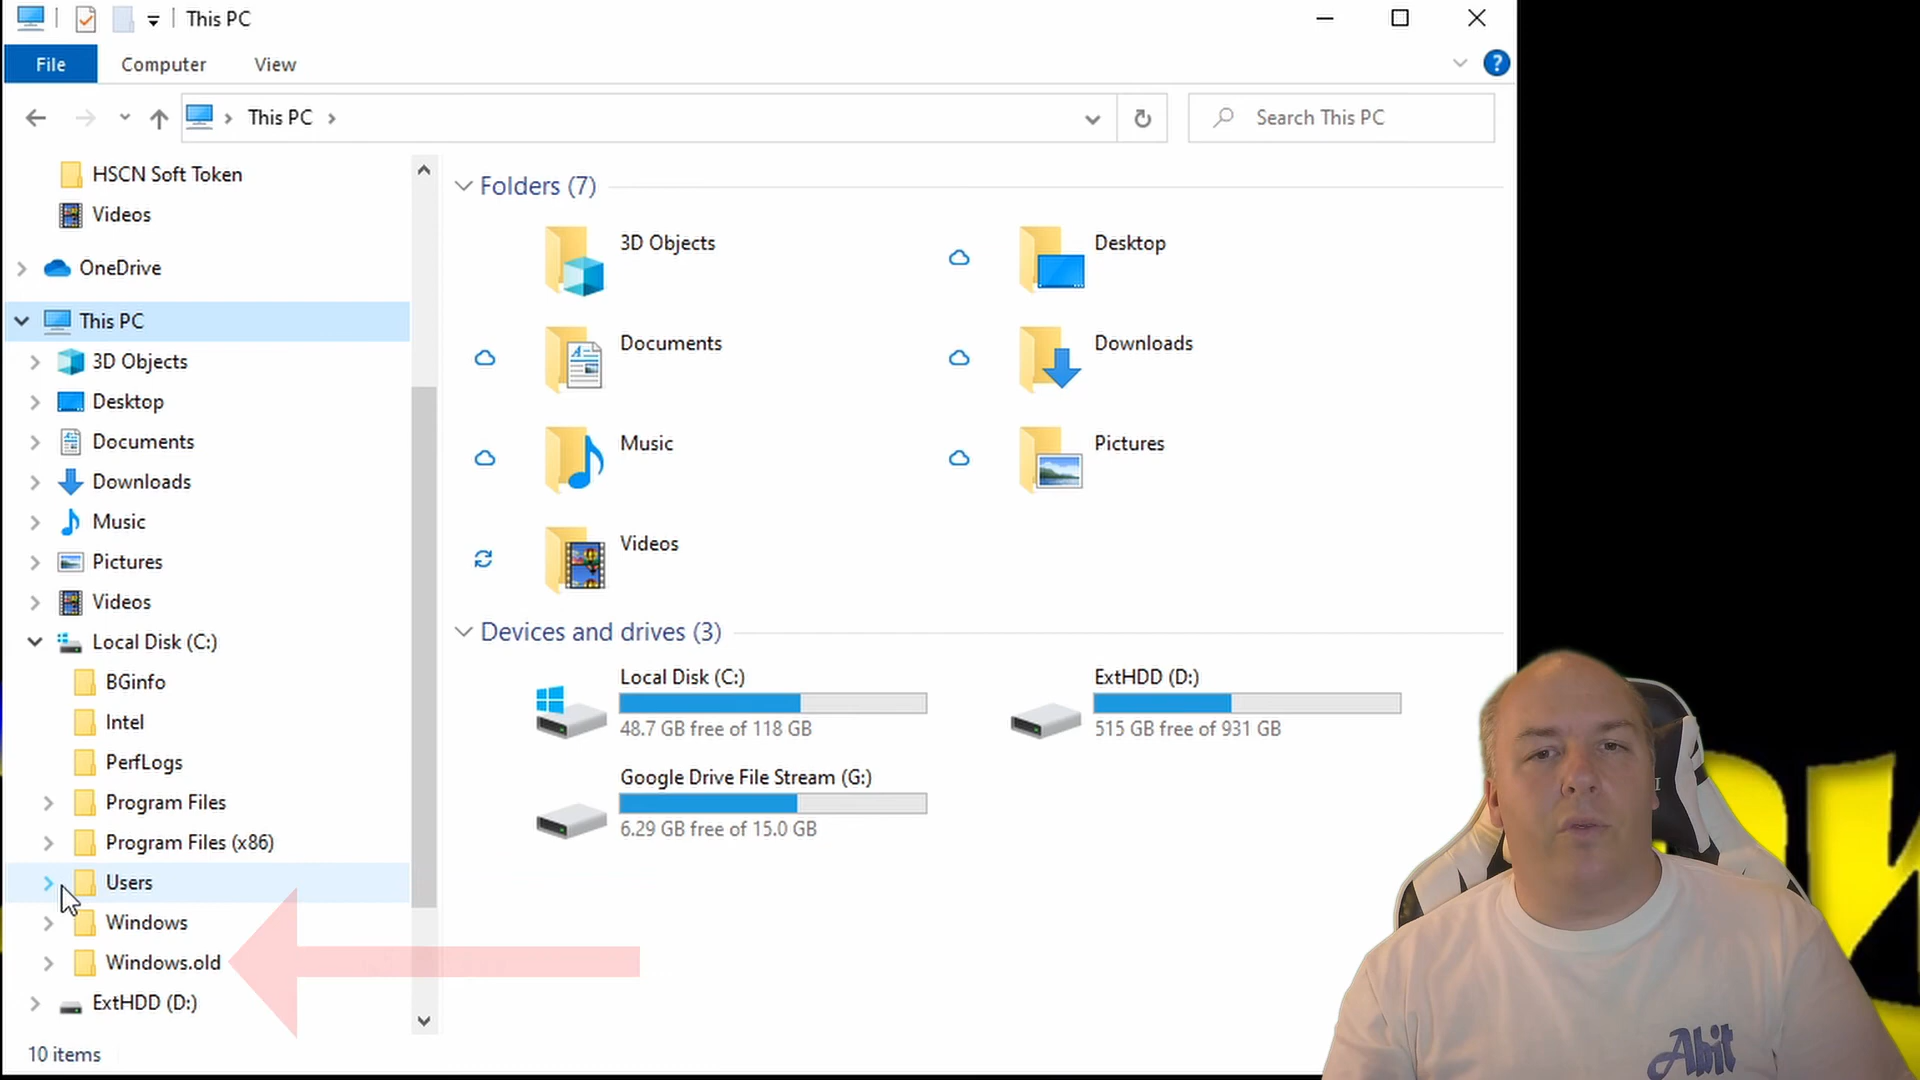 This PC
File
Computer
View
?
This PC
Search This PC
HSCN Soft Token
Videos
OneDrive
This PC
3D Objects
Desktop
Documents
Downloads
Music
Pictures
Videos
Local Disk (C:)
BGinfo
Intel
PerfLogs
Program Files
Program Files (x86)
Users
Windows
Windows.old
ExtHDD (D:)
10 items
Folders (7)
3D Objects
Desktop
Documents
Downloads
Music
Pictures
Videos
Devices and drives (3)
Local Disk (C:)
48.7 GB free of 118 GB
ExtHDD (D:)
515 GB free of 931 GB
Google Drive File Stream (G:)
6.29 GB free of 15.0 GB
Abit